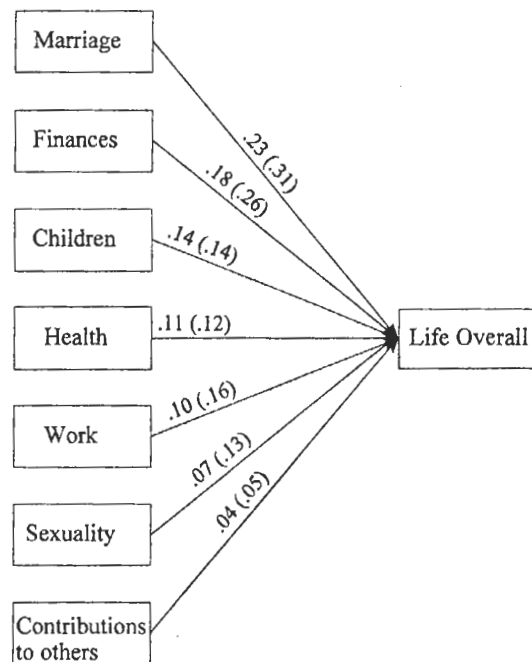 Marriage
.23 (.31)
Finances
.18 (.26)
Children
.14 (.14)
Health
.11 (.12)
Life Overall
Work
.10 (.16)
.07 (.13)
Sexuality
.04 (.05)
Contributions
to others